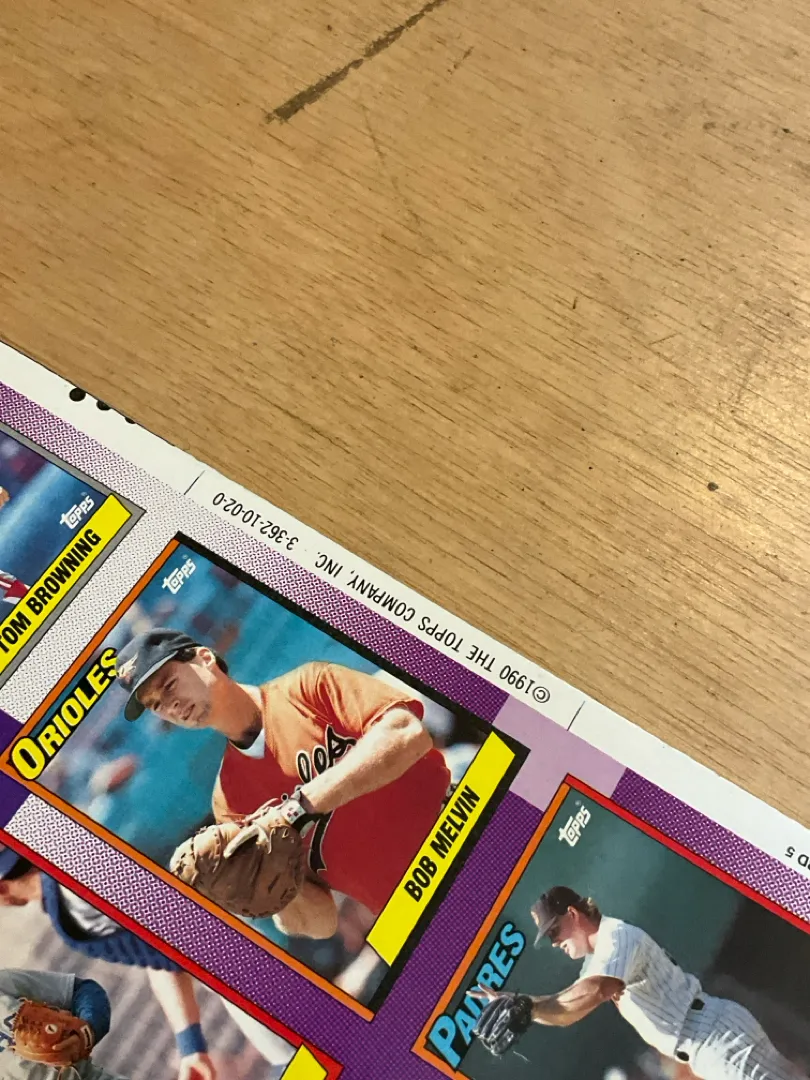 ©1990 THE TOPPS COMPANY, INC. 3-362-10-02-0
TOPPS
TOM BROWNING
TOPPS
ORIOLES
BOB MELVIN
TOPPS
PADRES